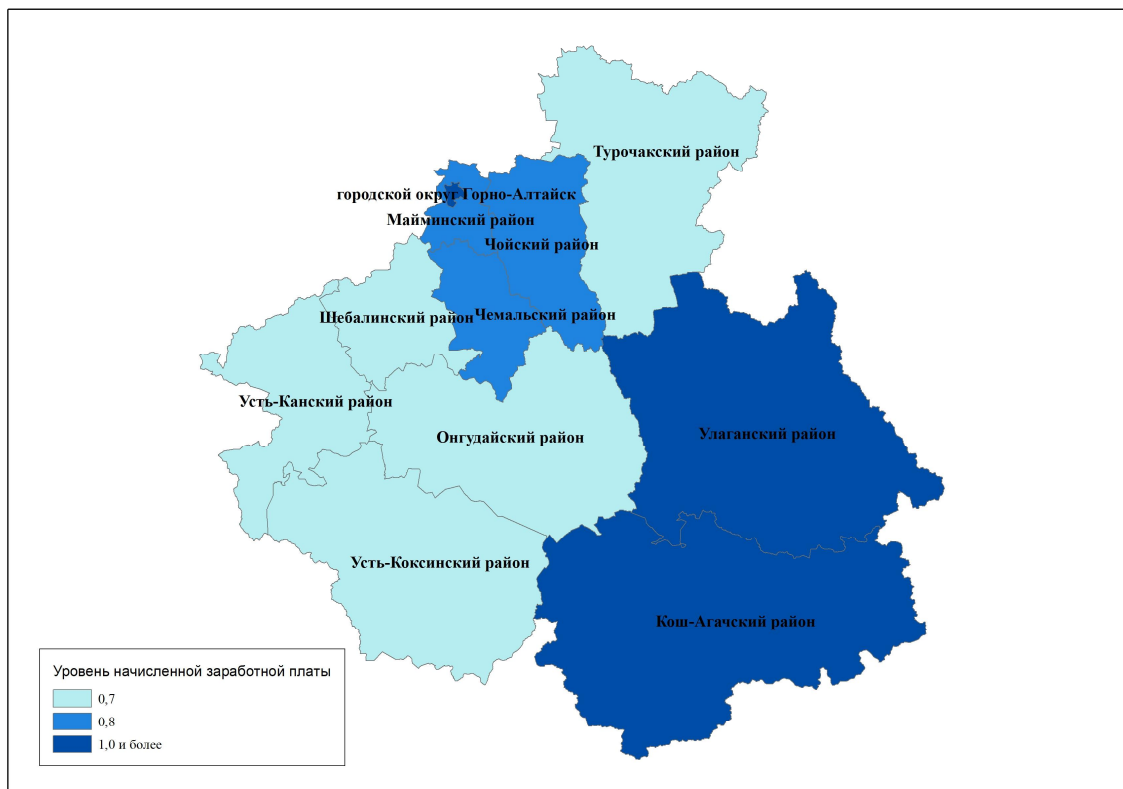 Турочакский район
городской округ Горно-Алтайск
Майминский район
Чойский район
Шебалинский район
Чемальский район
Усть-Канский район
Онгудайский район
Улаганский район
Усть-Коксинский район
Кош-Агачский район
Уровень начисленной заработной платы
0,7
0,8
1,0 и более